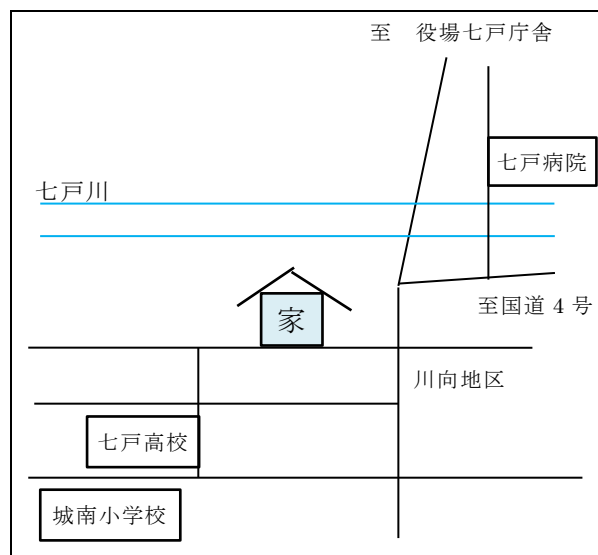 至　役場七戸庁舎
七戸病院
七戸川
至国道 4 号
家
川向地区
七戸高校
城南小学校